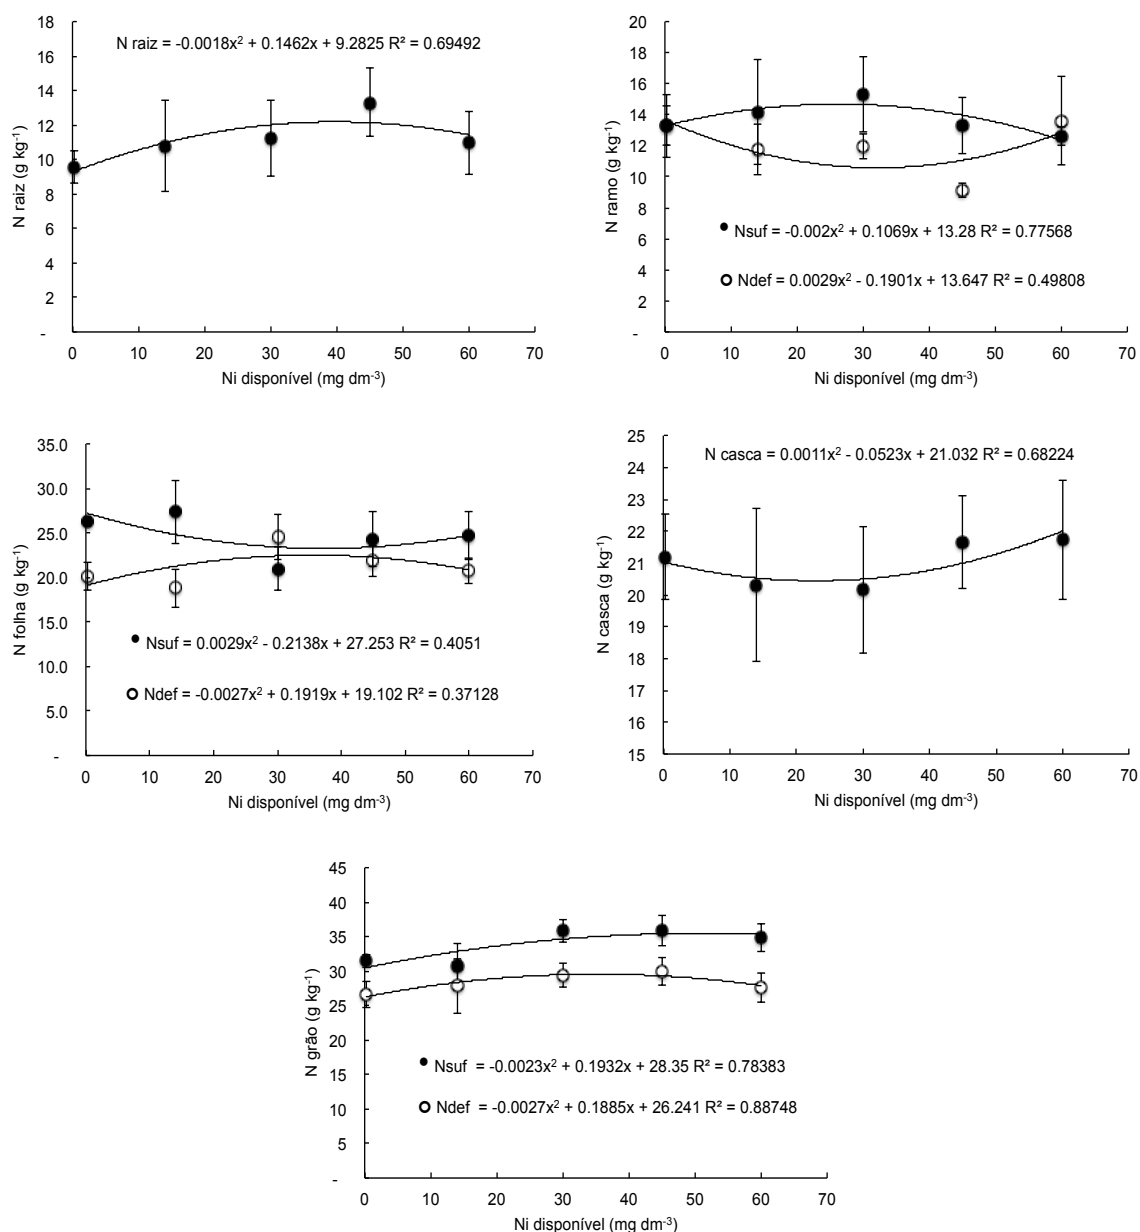 18
16
14
12
10
8
6
4
2
-
N raiz (g kg⁻¹)
N raiz = -0.0018x² + 0.1462x + 9.2825 R² = 0.69492
0 10 20 30 40 50 60 70
Ni disponível (mg dm⁻³)
20
18
16
14
12
10
8
6
4
2
-
N ramo (g kg⁻¹)
Nsuf = -0.002x² + 0.1069x + 13.28 R² = 0.77568
Ndef = 0.0029x² - 0.1901x + 13.647 R² = 0.49808
0 10 20 30 40 50 60 70
Ni disponível (mg dm⁻³)
35.0
30.0
25.0
20.0
15.0
10.0
5.0
-
N folha (g kg⁻¹)
Nsuf = 0.0029x² - 0.2138x + 27.253 R² = 0.4051
Ndef = -0.0027x² + 0.1919x + 19.102 R² = 0.37128
0 10 20 30 40 50 60 70
Ni disponível (mg dm⁻³)
25
24
23
22
21
20
19
18
17
16
15
N casca (g kg⁻¹)
N casca = 0.0011x² - 0.0523x + 21.032 R² = 0.68224
0 10 20 30 40 50 60 70
Ni disponível (mg dm⁻³)
45
40
35
30
25
20
15
10
5
-
N grão (g kg⁻¹)
Nsuf = -0.0023x² + 0.1932x + 28.35 R² = 0.78383
Ndef = -0.0027x² + 0.1885x + 26.241 R² = 0.88748
0 10 20 30 40 50 60 70
Ni disponível (mg dm⁻³)